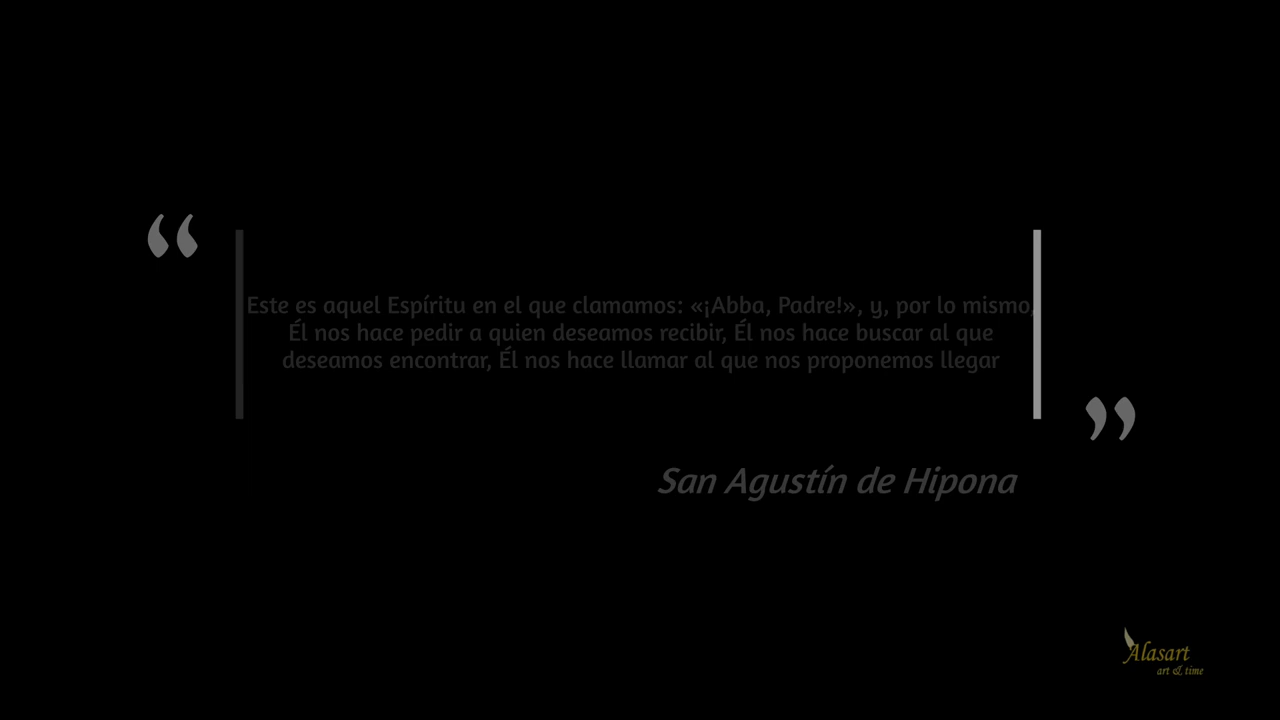 “
Este es aquel Espíritu en el que clamamos: «¡Abba, Padre!», y, por lo mismo,
Él nos hace pedir a quien deseamos recibir, Él nos hace buscar al que
deseamos encontrar, Él nos hace llamar al que nos proponemos llegar
”
San Agustín de Hipona
Alasart
art & time